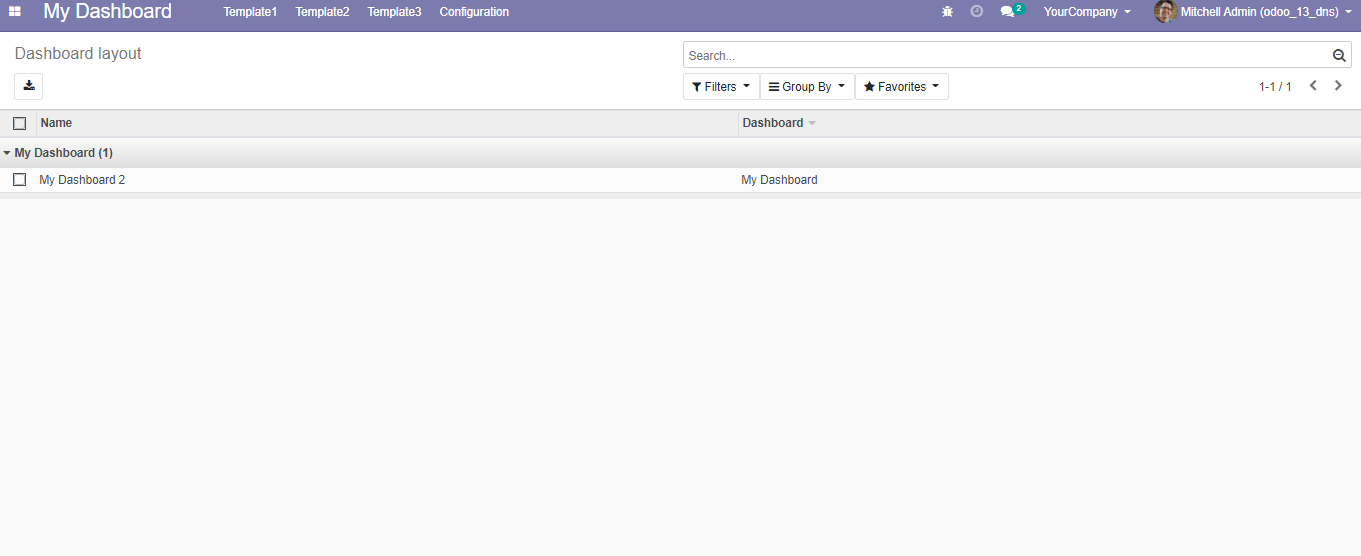 My Dashboard Template1 Template2 Template3 Configuration 2 YourCompany Mitchell Admin (odoo_13_dns)
Dashboard layout
Search...
Filters Group By Favorites 1-1 / 1
Name Dashboard
My Dashboard (1)
My Dashboard 2 My Dashboard